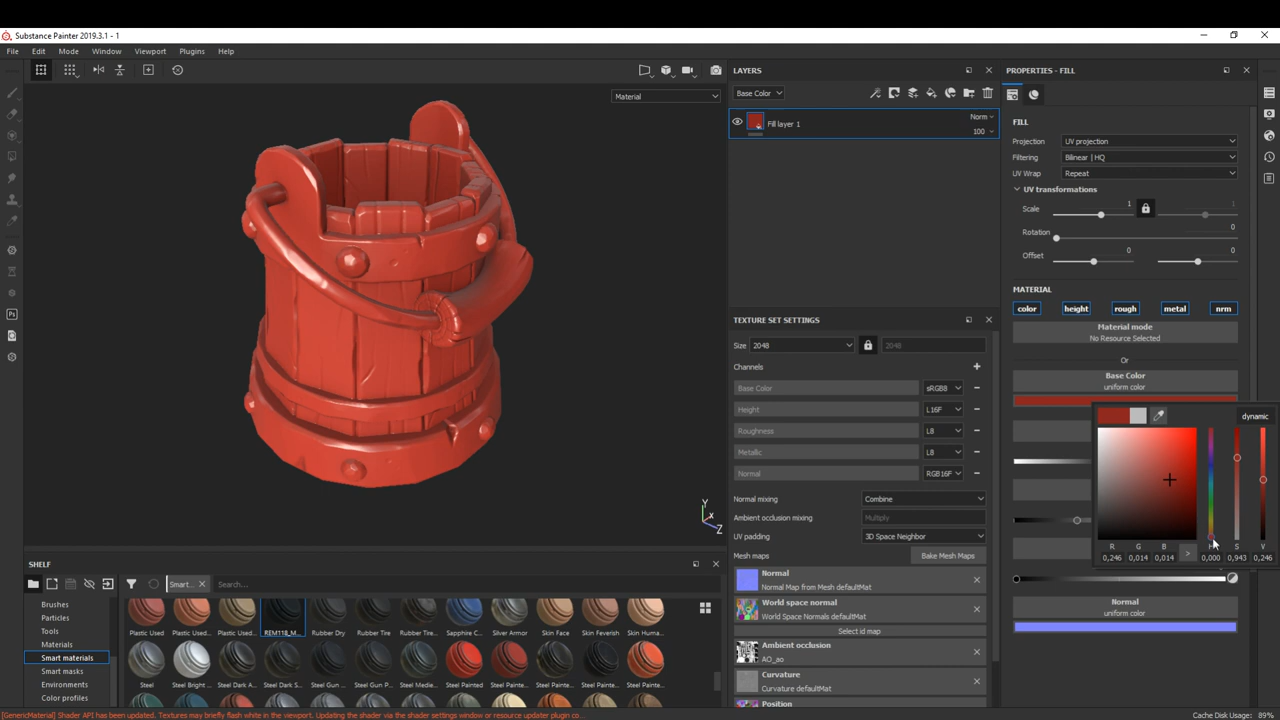 Substance Painter 2019.3.1 - 1
File Edit Mode Window Viewport Plugins Help
Material
Y
X
Z
LAYERS
Base Color
Fill layer 1
Norm
100
TEXTURE SET SETTINGS
Size 2048 2048
Channels
Base Color sRGB8
Height L16F
Roughness L8
Metallic L8
Normal RGB16F
Normal mixing Combine
Ambient occlusion mixing Multiply
UV padding 3D Space Neighbor
Mesh maps Bake Mesh Maps
Normal
Normal Map from Mesh defaultMat
World space normal
World Space Normals defaultMat
Select id map
Ambient occlusion
AO_ao
Curvature
Curvature defaultMat
Position
PROPERTIES - FILL
FILL
Projection UV projection
Filtering Bilinear | HQ
UV Wrap Repeat
UV transformations
Scale 1 1
Rotation 0
Offset 0 0
MATERIAL
color height rough metal nrm
Material mode
No Resource Selected
Or
Base Color
uniform color
dynamic
R G B S V
0,246 0,014 0,014 > 0,000 0,943 0,246
Normal
uniform color
SHELF
Smart... Search...
Brushes
Particles
Tools
Materials
Smart materials
Smart masks
Environments
Color profiles
Plastic Used Plastic Used... Plastic Used... REM118_M... Rubber Dry Rubber Tire Rubber Tire... Sapphire C... Silver Armor Skin Face Skin Feverish Skin Huma...
Steel Steel Bright ... Steel Dark A... Steel Dark S... Steel Gun ... Steel Gun P... Steel Medie... Steel Painted Steel Painte... Steel Painte... Steel Painte... Steel Painte...
[GenericMaterial] Shader API has been updated. Textures may briefly flash white in the viewport. Updating the shader via the shader settings window or resource updater plugin co...
Cache Disk Usage: 89%